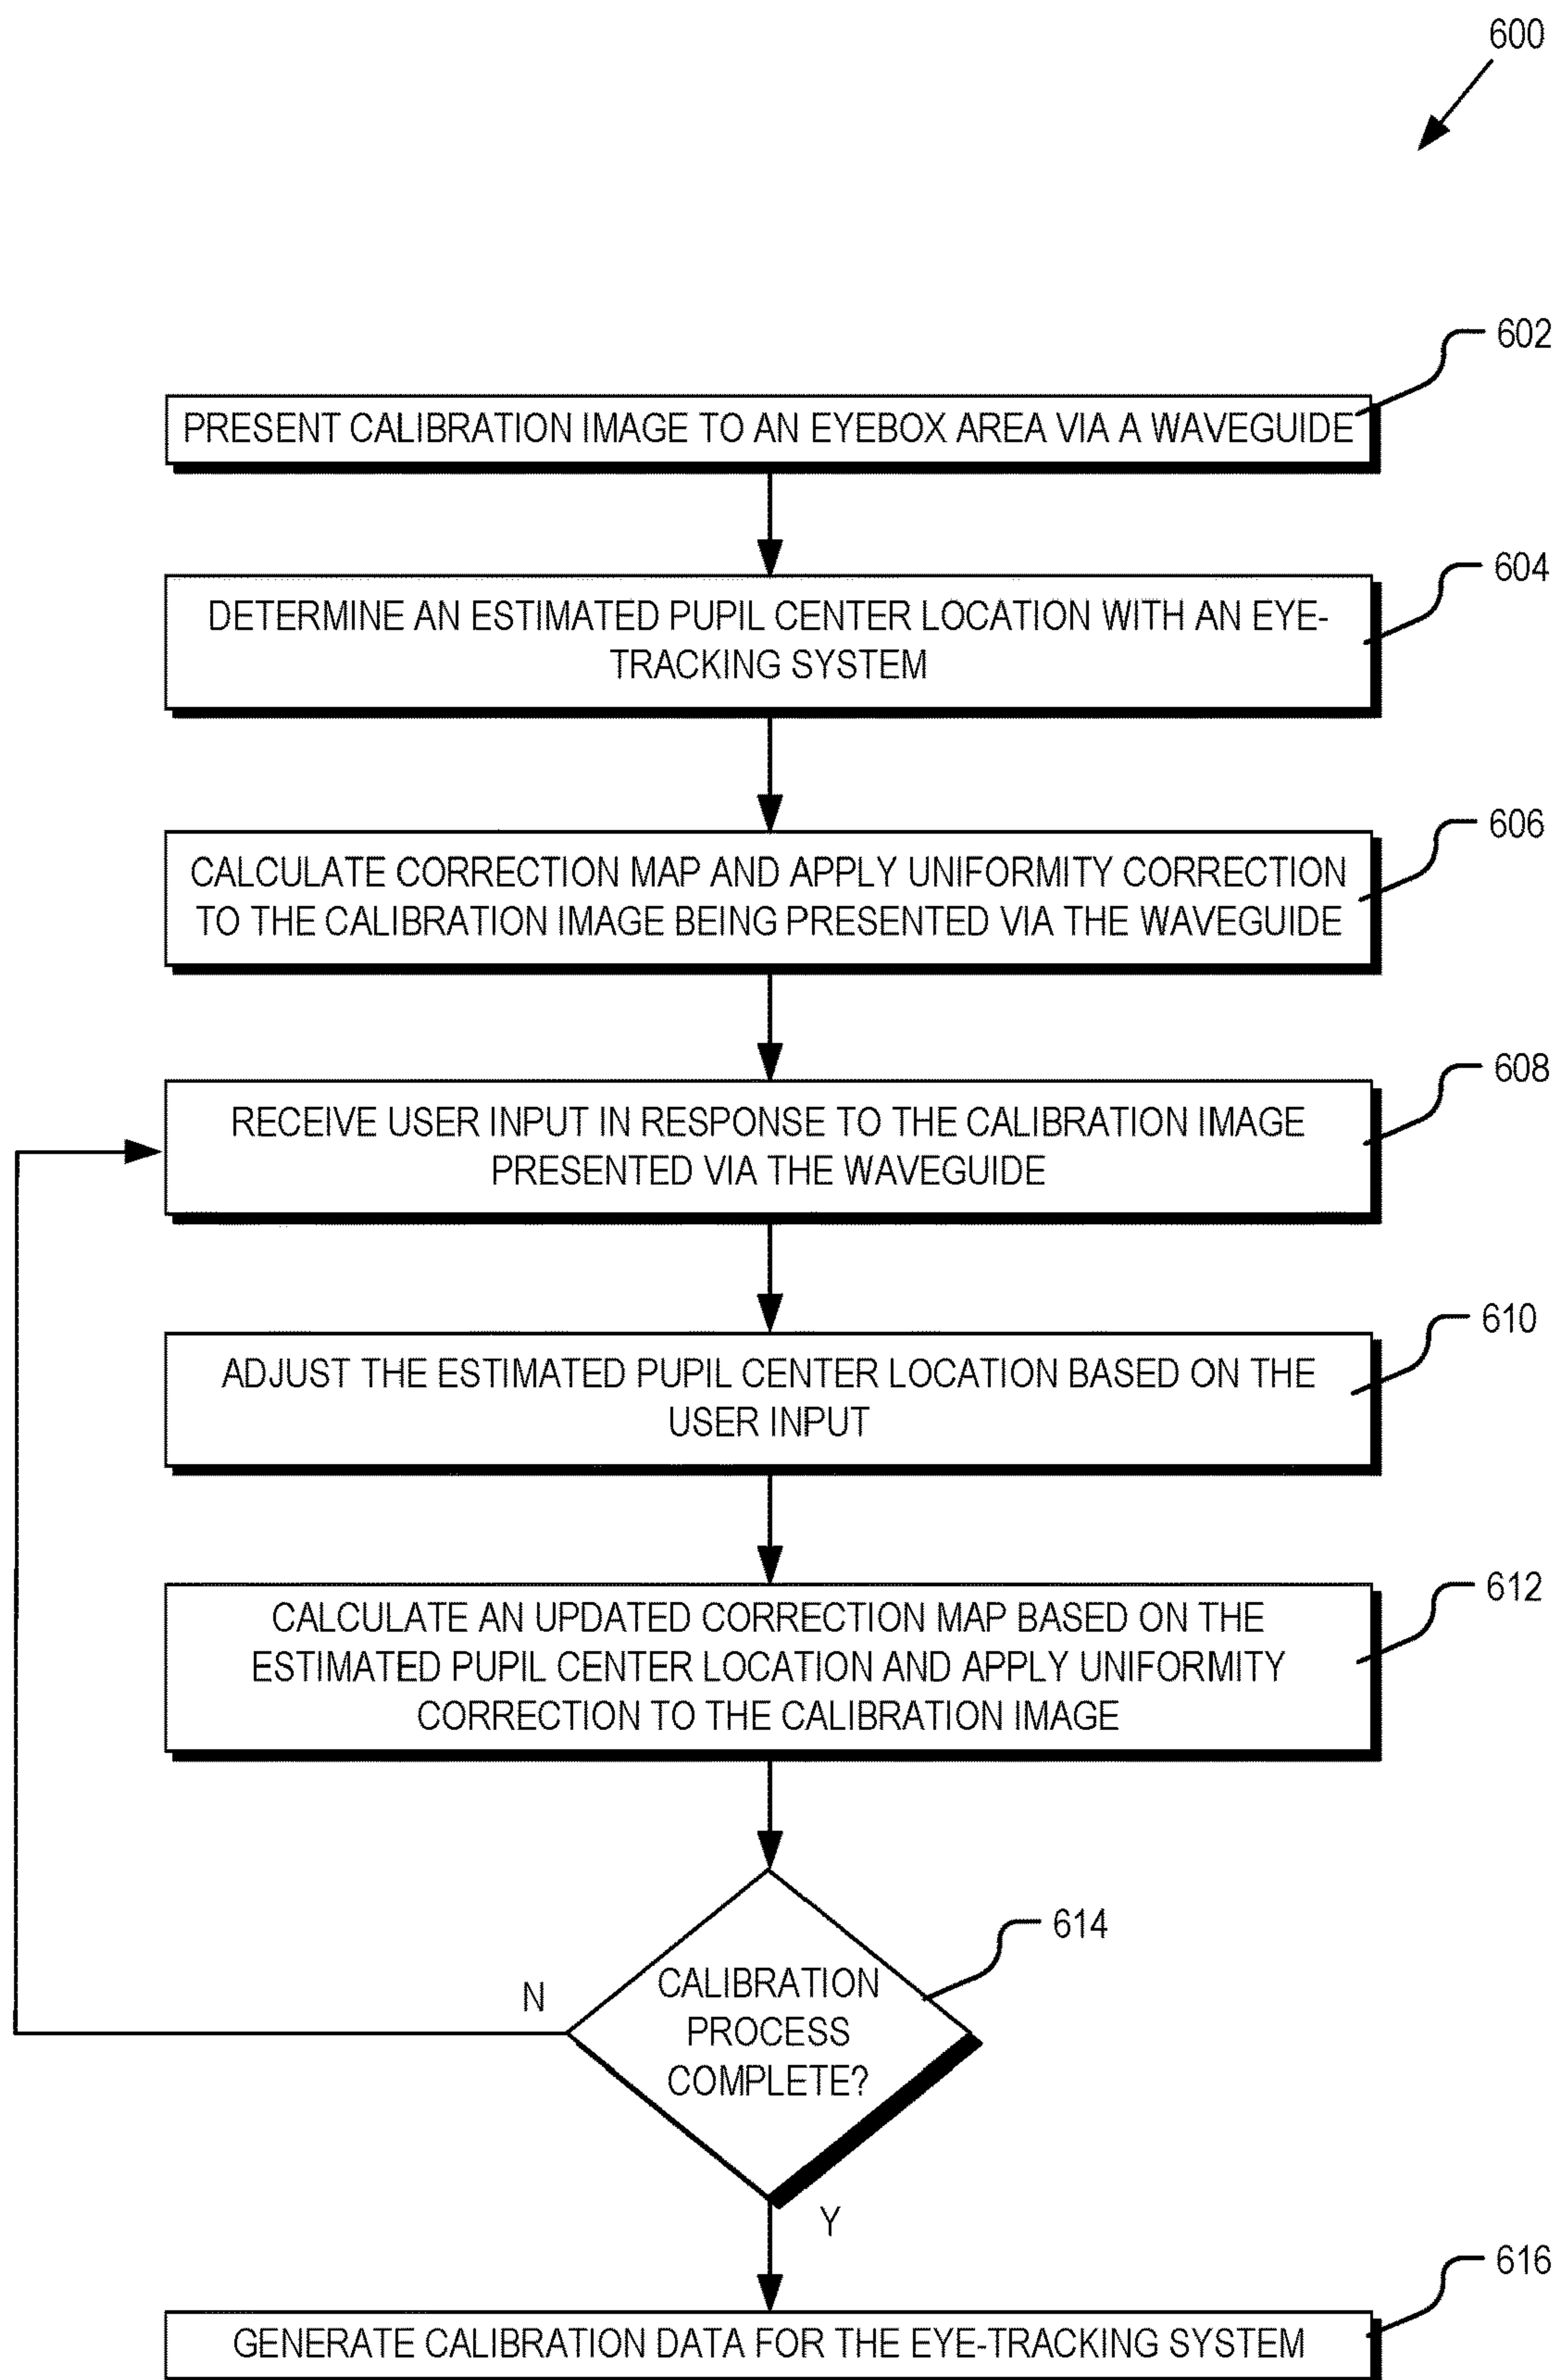 600
602
PRESENT CALIBRATION IMAGE TO AN EYEBOX AREA VIA A WAVEGUIDE
604
DETERMINE AN ESTIMATED PUPIL CENTER LOCATION WITH AN EYE-
TRACKING SYSTEM
606
CALCULATE CORRECTION MAP AND APPLY UNIFORMITY CORRECTION
TO THE CALIBRATION IMAGE BEING PRESENTED VIA THE WAVEGUIDE
608
RECEIVE USER INPUT IN RESPONSE TO THE CALIBRATION IMAGE
PRESENTED VIA THE WAVEGUIDE
610
ADJUST THE ESTIMATED PUPIL CENTER LOCATION BASED ON THE
USER INPUT
612
CALCULATE AN UPDATED CORRECTION MAP BASED ON THE
ESTIMATED PUPIL CENTER LOCATION AND APPLY UNIFORMITY
CORRECTION TO THE CALIBRATION IMAGE
614
N
CALIBRATION
PROCESS
COMPLETE?
Y
616
GENERATE CALIBRATION DATA FOR THE EYE-TRACKING SYSTEM